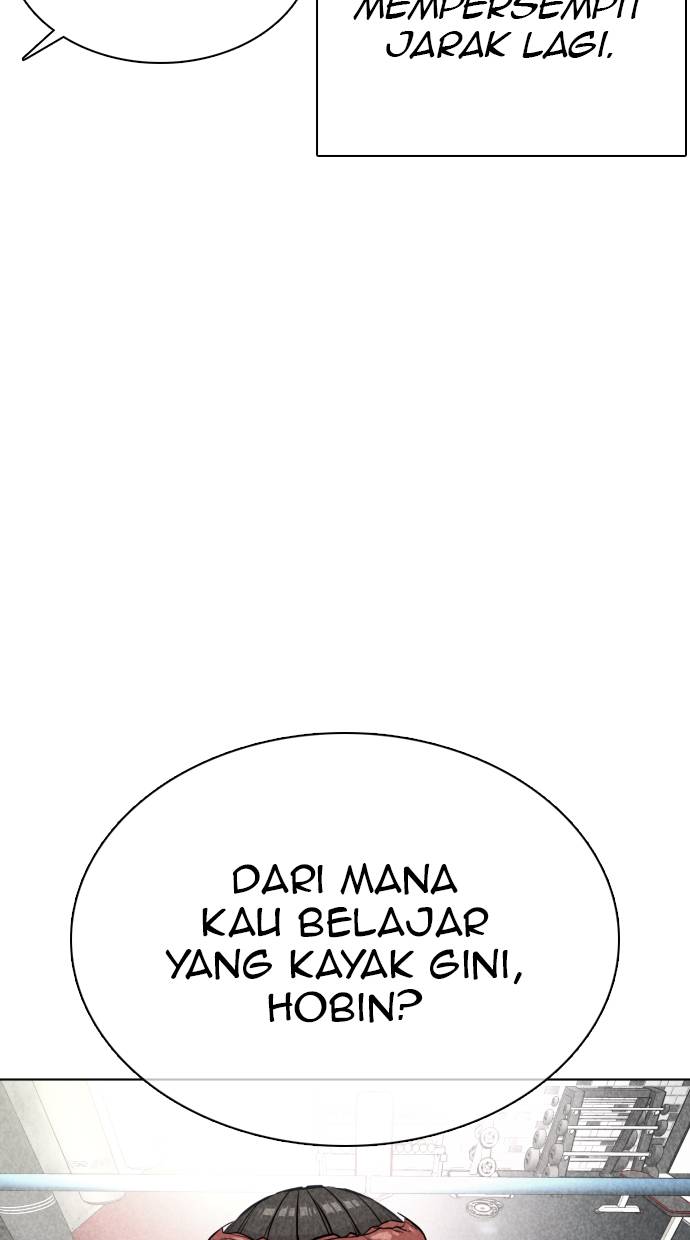 MEMPERSEMPIT
JARAK LAGI.
DARI MANA
KAU BELAJAR
YANG KAYAK GINI,
HOBIN?